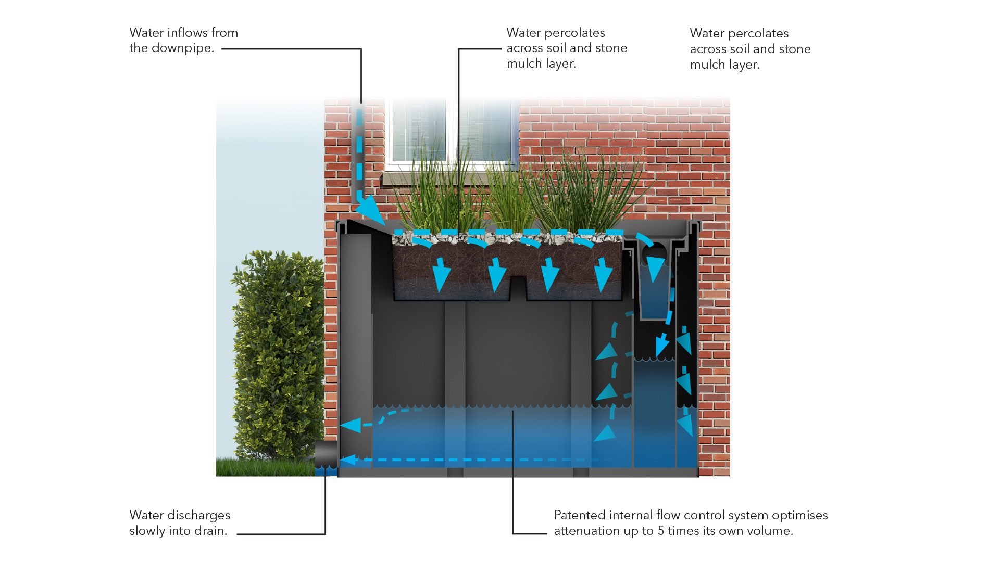 Water inflows from
the downpipe.
Water percolates
across soil and stone
mulch layer.
Water percolates
across soil and stone
mulch layer.
Water discharges
slowly into drain.
Patented internal flow control system optimises
attenuation up to 5 times its own volume.